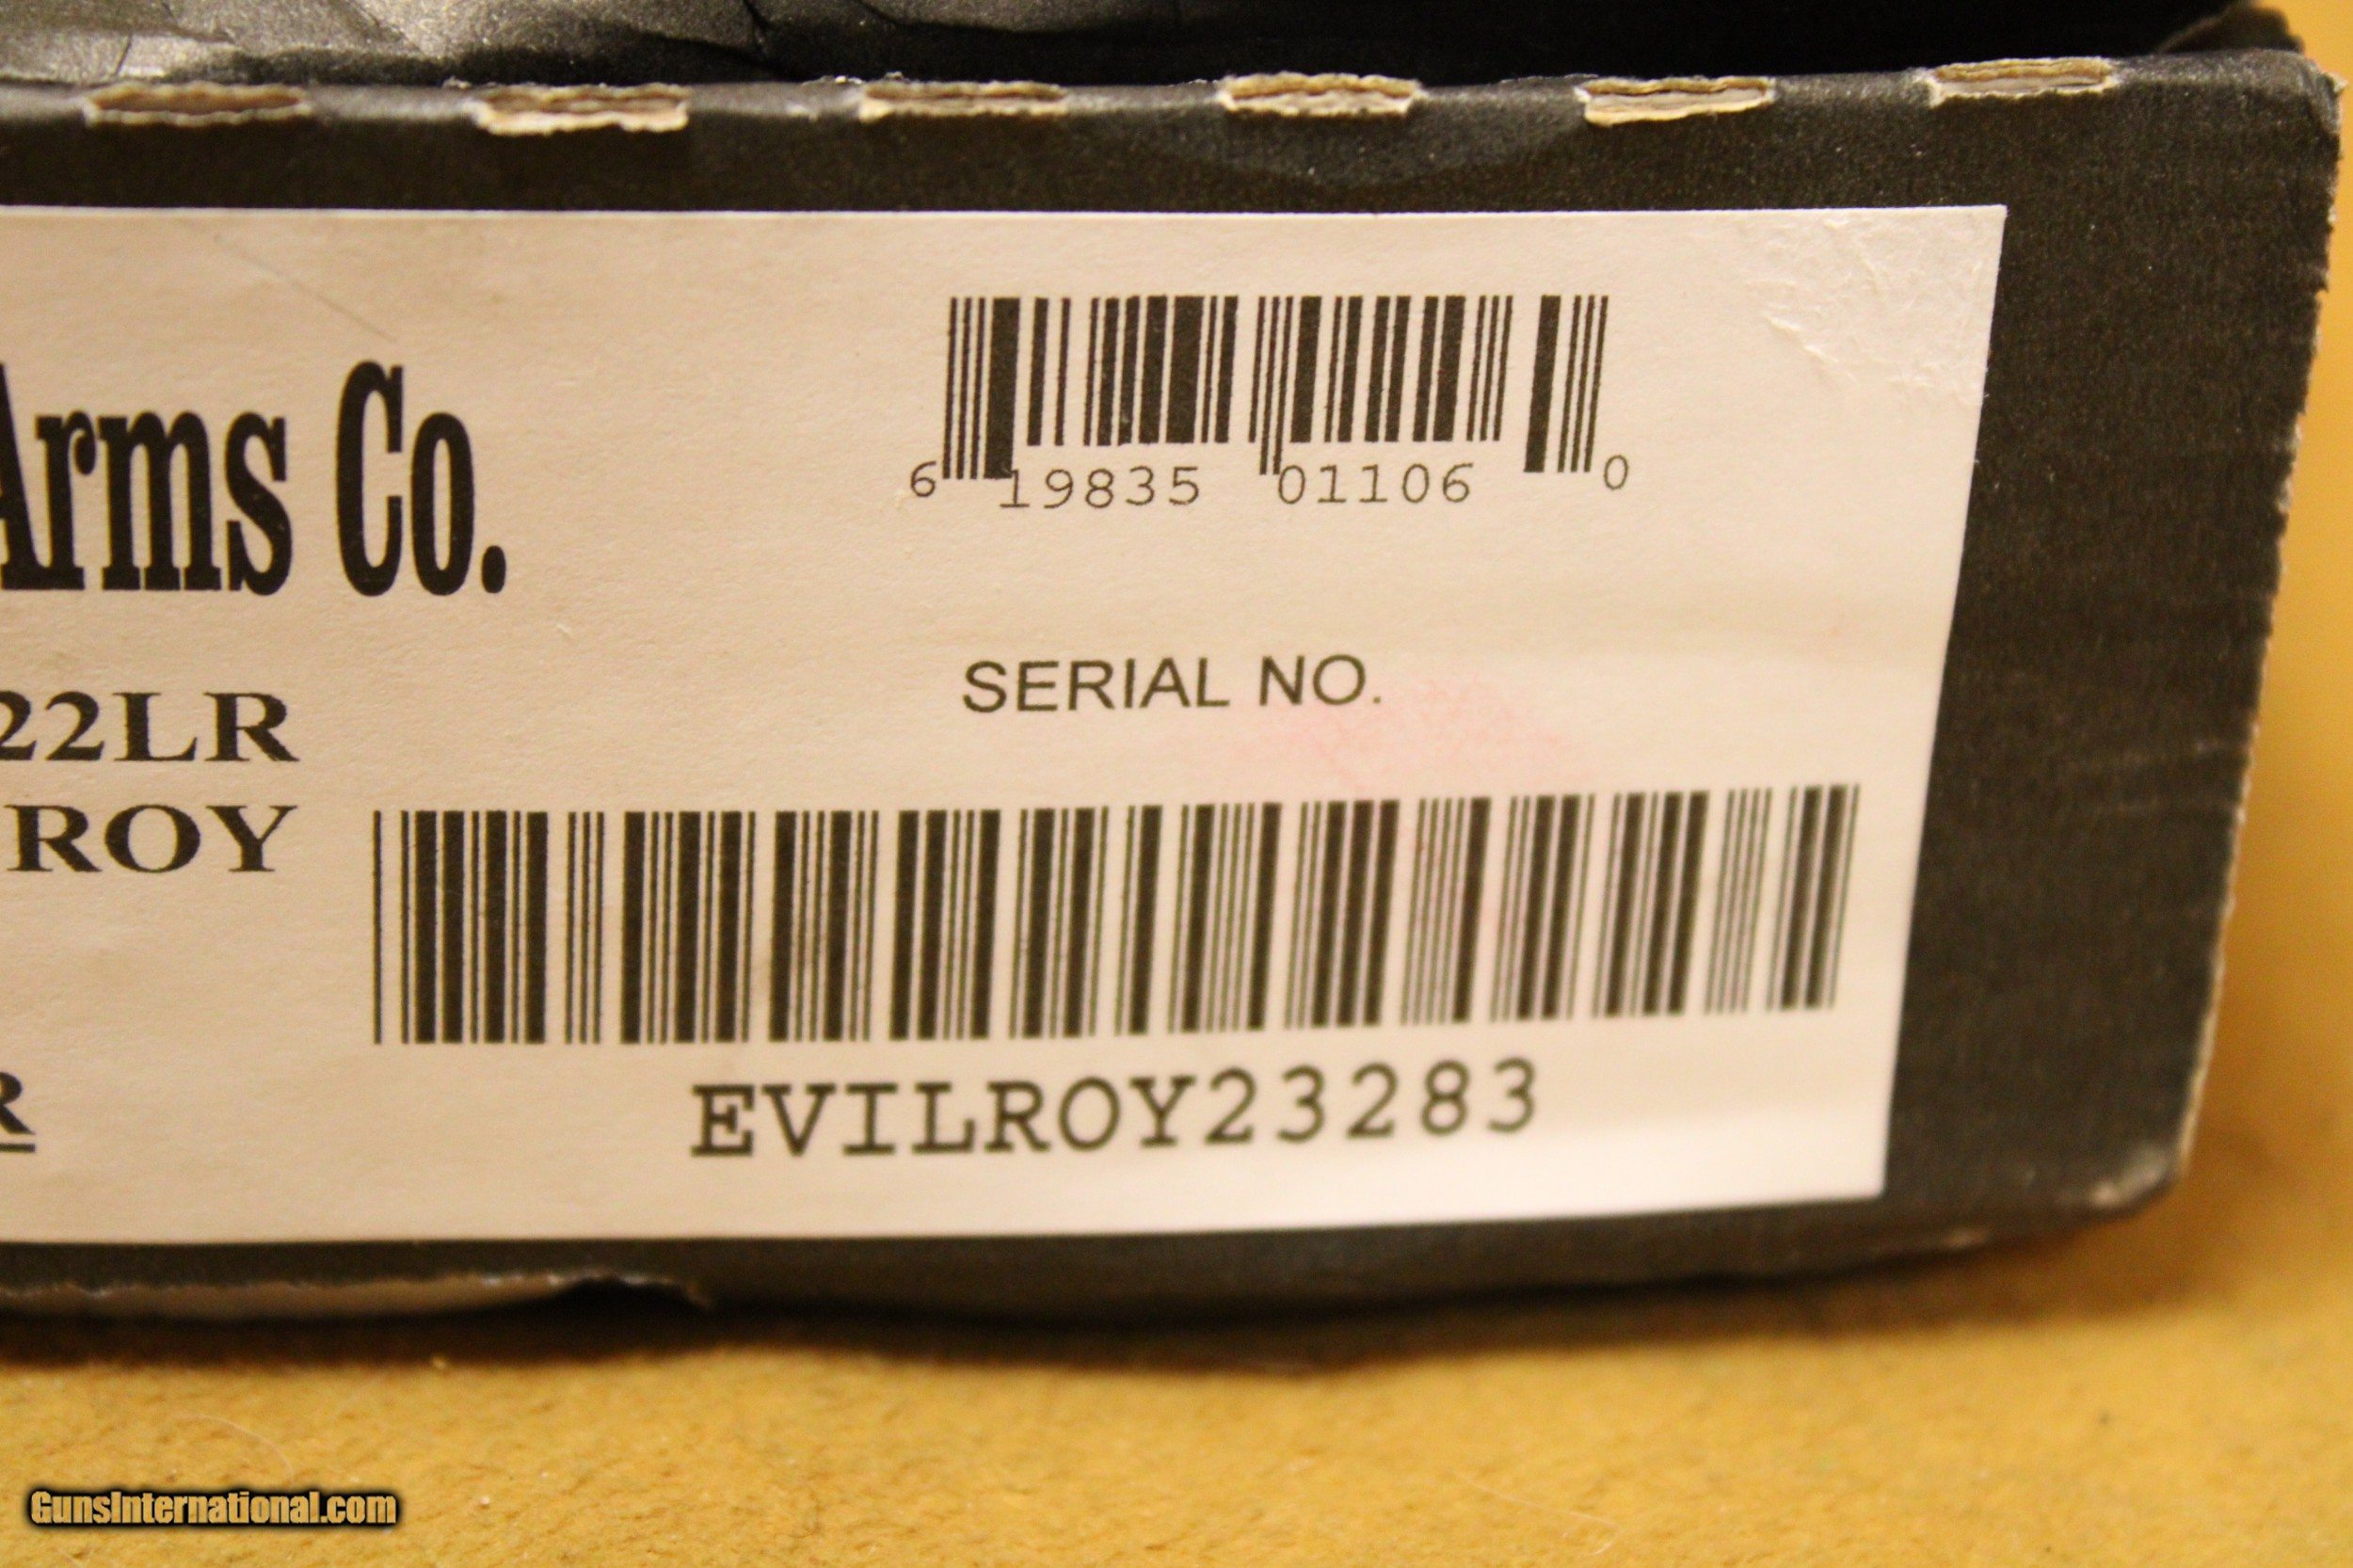 Arms Co.
6 19835 01106 0
22LR
SERIAL NO.
ROY
R
EVILROY23283
GunsInternational.com